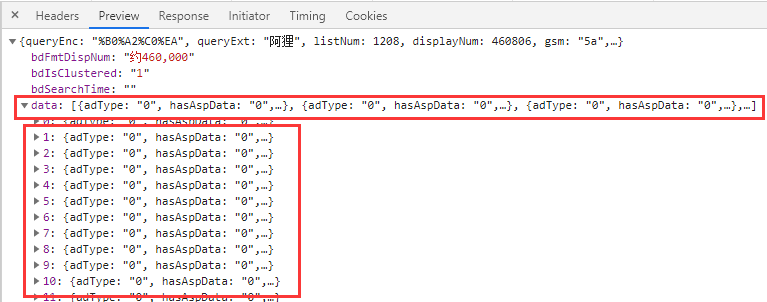 Headers Preview Response Initiator Timing Cookies
{queryEnc: "%B0%A2%C0%EA", queryExt: "阿狸", listNum: 1208, displayNum: 460806, gsm: "5a",…}
bdFmtDispNum: "约460,000"
bdIsClustered: "1"
bdSearchTime: ""
data: [{adType: "0", hasAspData: "0",…}, {adType: "0", hasAspData: "0",…}, {adType: "0", hasAspData: "0",…},…]
0: {adType: "0", hasAspData: "0",…}
1: {adType: "0", hasAspData: "0",…}
2: {adType: "0", hasAspData: "0",…}
3: {adType: "0", hasAspData: "0",…}
4: {adType: "0", hasAspData: "0",…}
5: {adType: "0", hasAspData: "0",…}
6: {adType: "0", hasAspData: "0",…}
7: {adType: "0", hasAspData: "0",…}
8: {adType: "0", hasAspData: "0",…}
9: {adType: "0", hasAspData: "0",…}
10: {adType: "0", hasAspData: "0",…}
11: {adType: "0", hasAspData: "0",…}